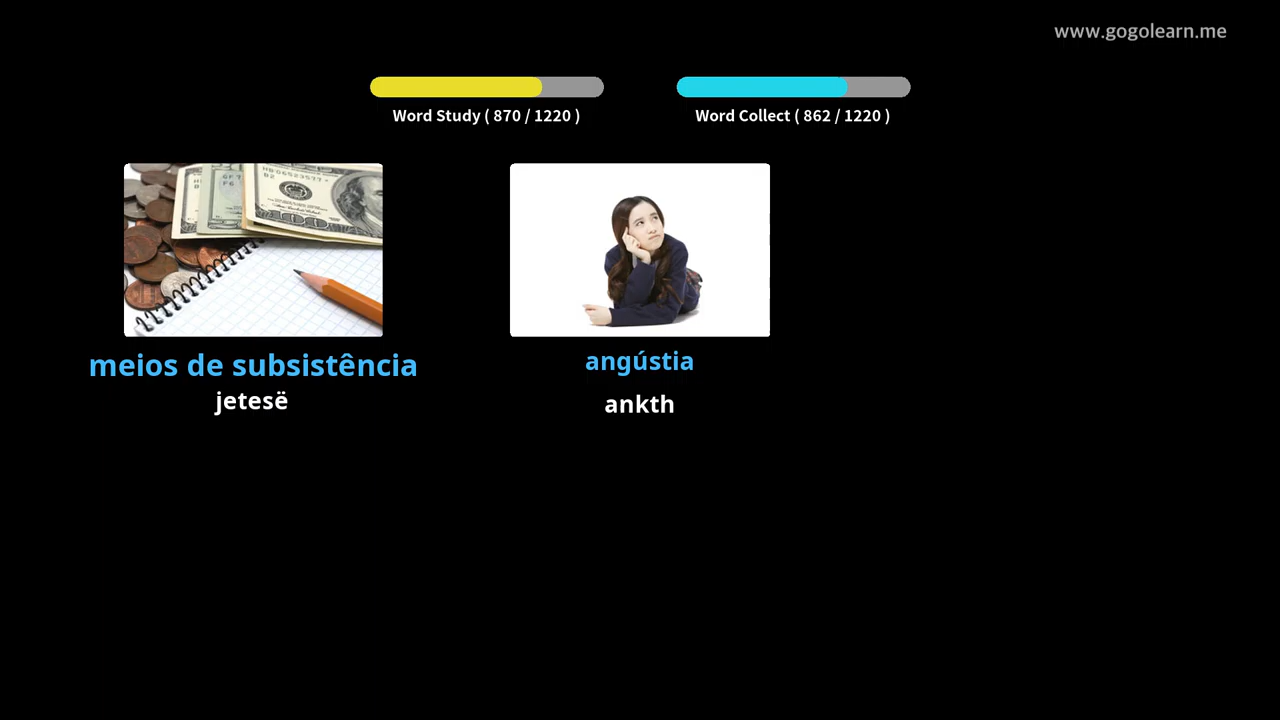 www.gogolearn.me
Word Study ( 870 / 1220 )
Word Collect ( 862 / 1220 )
meios de subsistência
jetesë
angústia
ankth